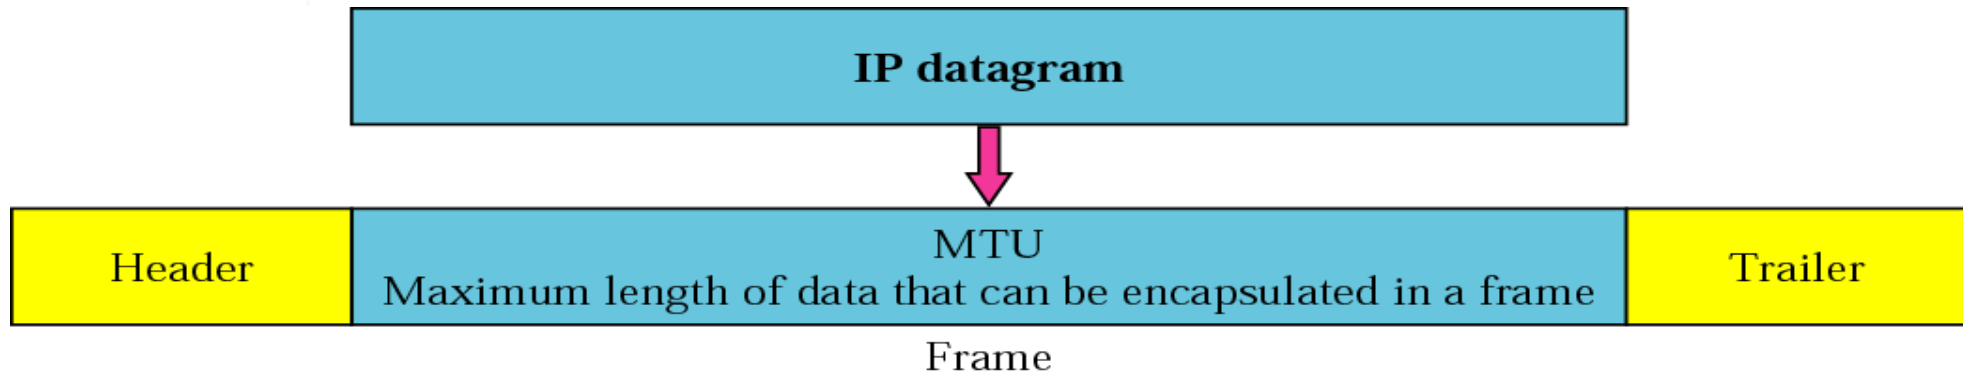 IP datagram
MTU
Header
Maximum length of data that can be encapsulated in a frame
Trailer
Frame